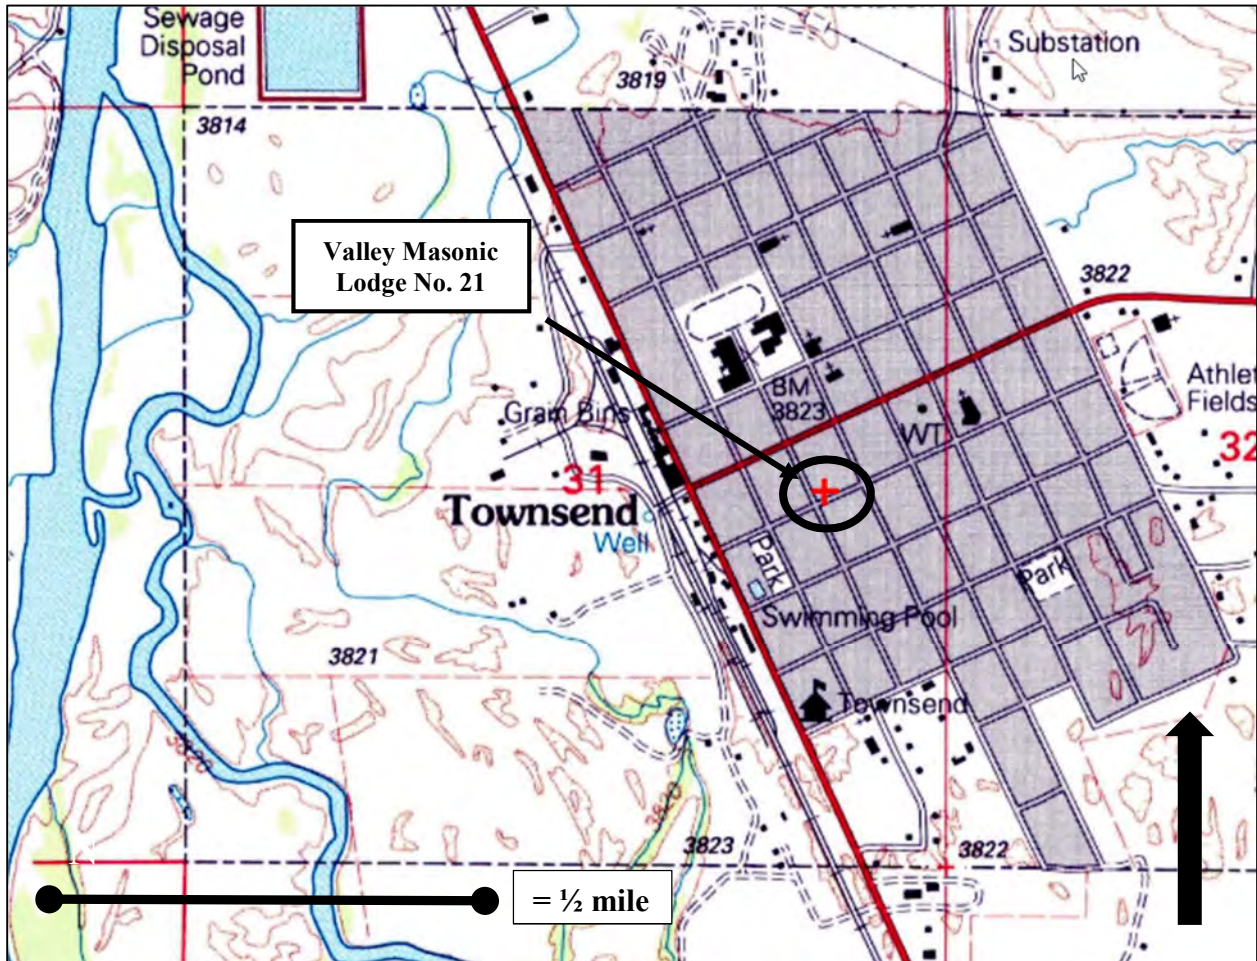 Sewage
Disposal
Pond
Substation
3819
3814
Valley Masonic
Lodge No. 21
3822
BM
3823
Grain Bins
WT
Athlet
Fields
31
32
Townsend
Well
Park
Park
Swimming Pool
3821
Townsend
3820
3823
3822
= ½ mile
N